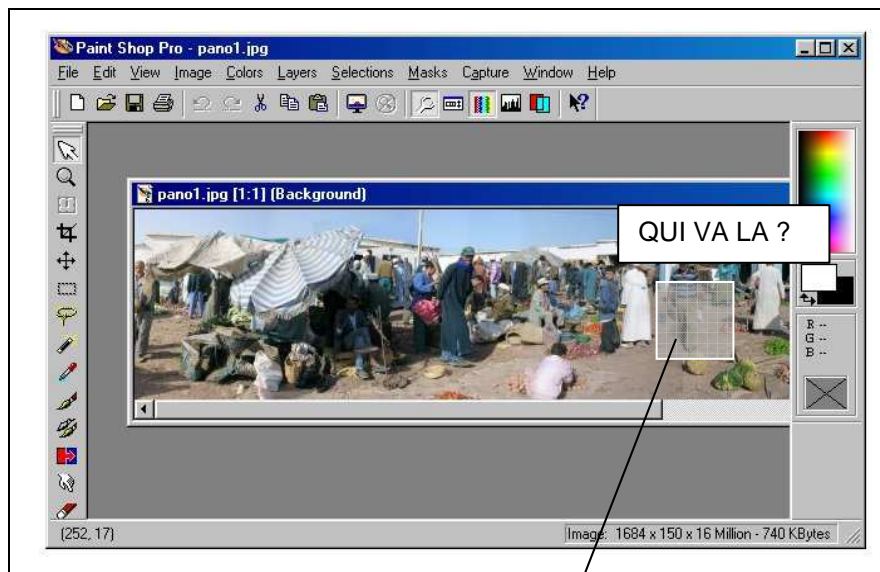 Paint Shop Pro - pano1.jpg
File Edit View Image Colors Layers Selections Masks Capture Window Help
pano1.jpg [1:1] (Background)
QUI VA LA ?
R --
G --
B --
(252, 17)
Image: 1684 x 150 x 16 Million - 740 KBytes